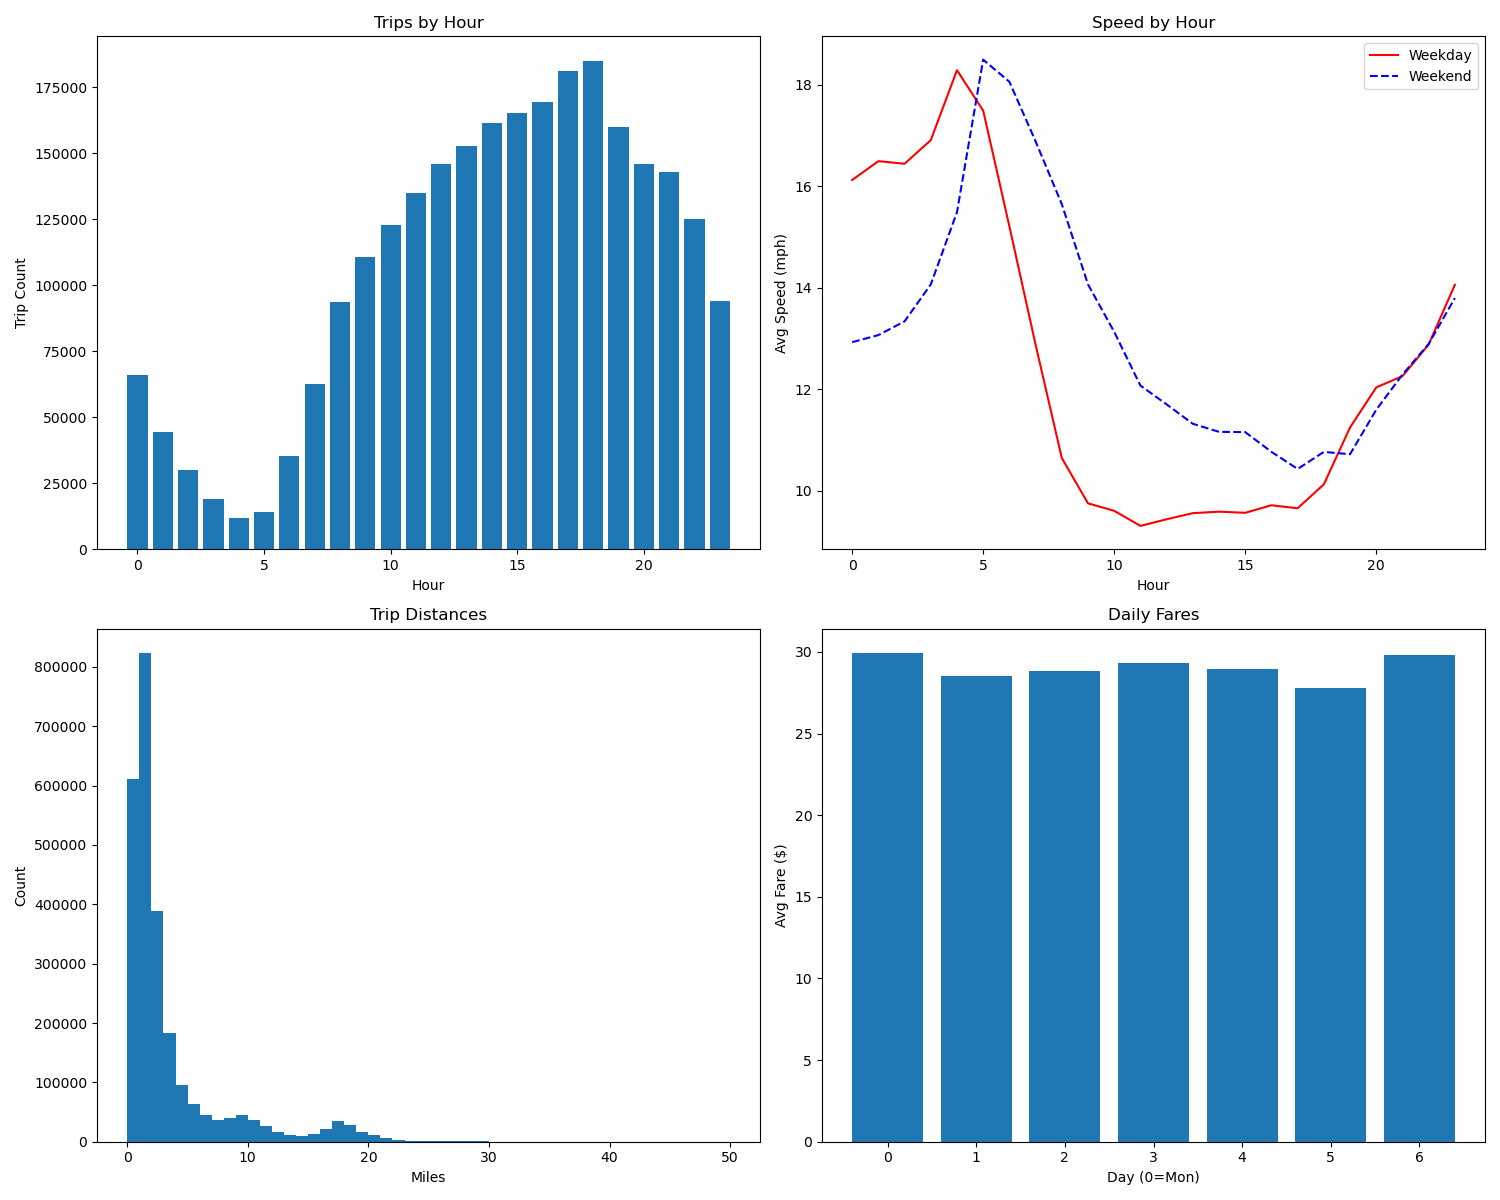 Trips by Hour
175000
150000
125000
100000
75000
50000
25000
0
Trip Count
0 5 10 15 20
Hour
Speed by Hour
Weekday
Weekend
18
16
14
12
10
Avg Speed (mph)
0 5 10 15 20
Hour
Trip Distances
800000
700000
600000
500000
400000
300000
200000
100000
0
Count
0 10 20 30 40 50
Miles
Daily Fares
30
25
20
15
10
5
0
Avg Fare ($)
0 1 2 3 4 5 6
Day (0=Mon)